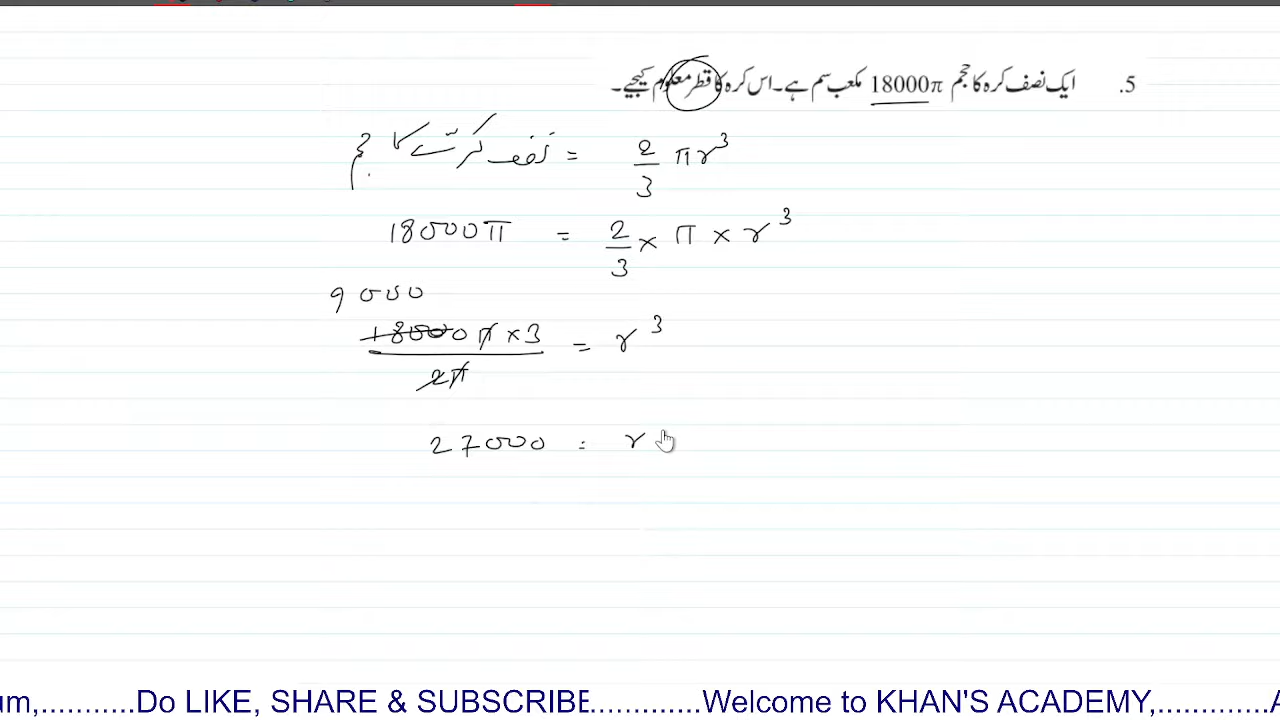 5. ایک نصف کرہ کا حجم 18000π مکعب سم ہے۔ اس کرہ کا قطر معلوم کیجیے۔
نصف کرّے کا حجم = 2/3 πr³
18000π = 2/3 × π × r³
9000
18000π × 3 / 2π = r³
27000 = r
um,...........Do LIKE, SHARE & SUBSCRIBE..............Welcome to KHAN'S ACADEMY,..............A